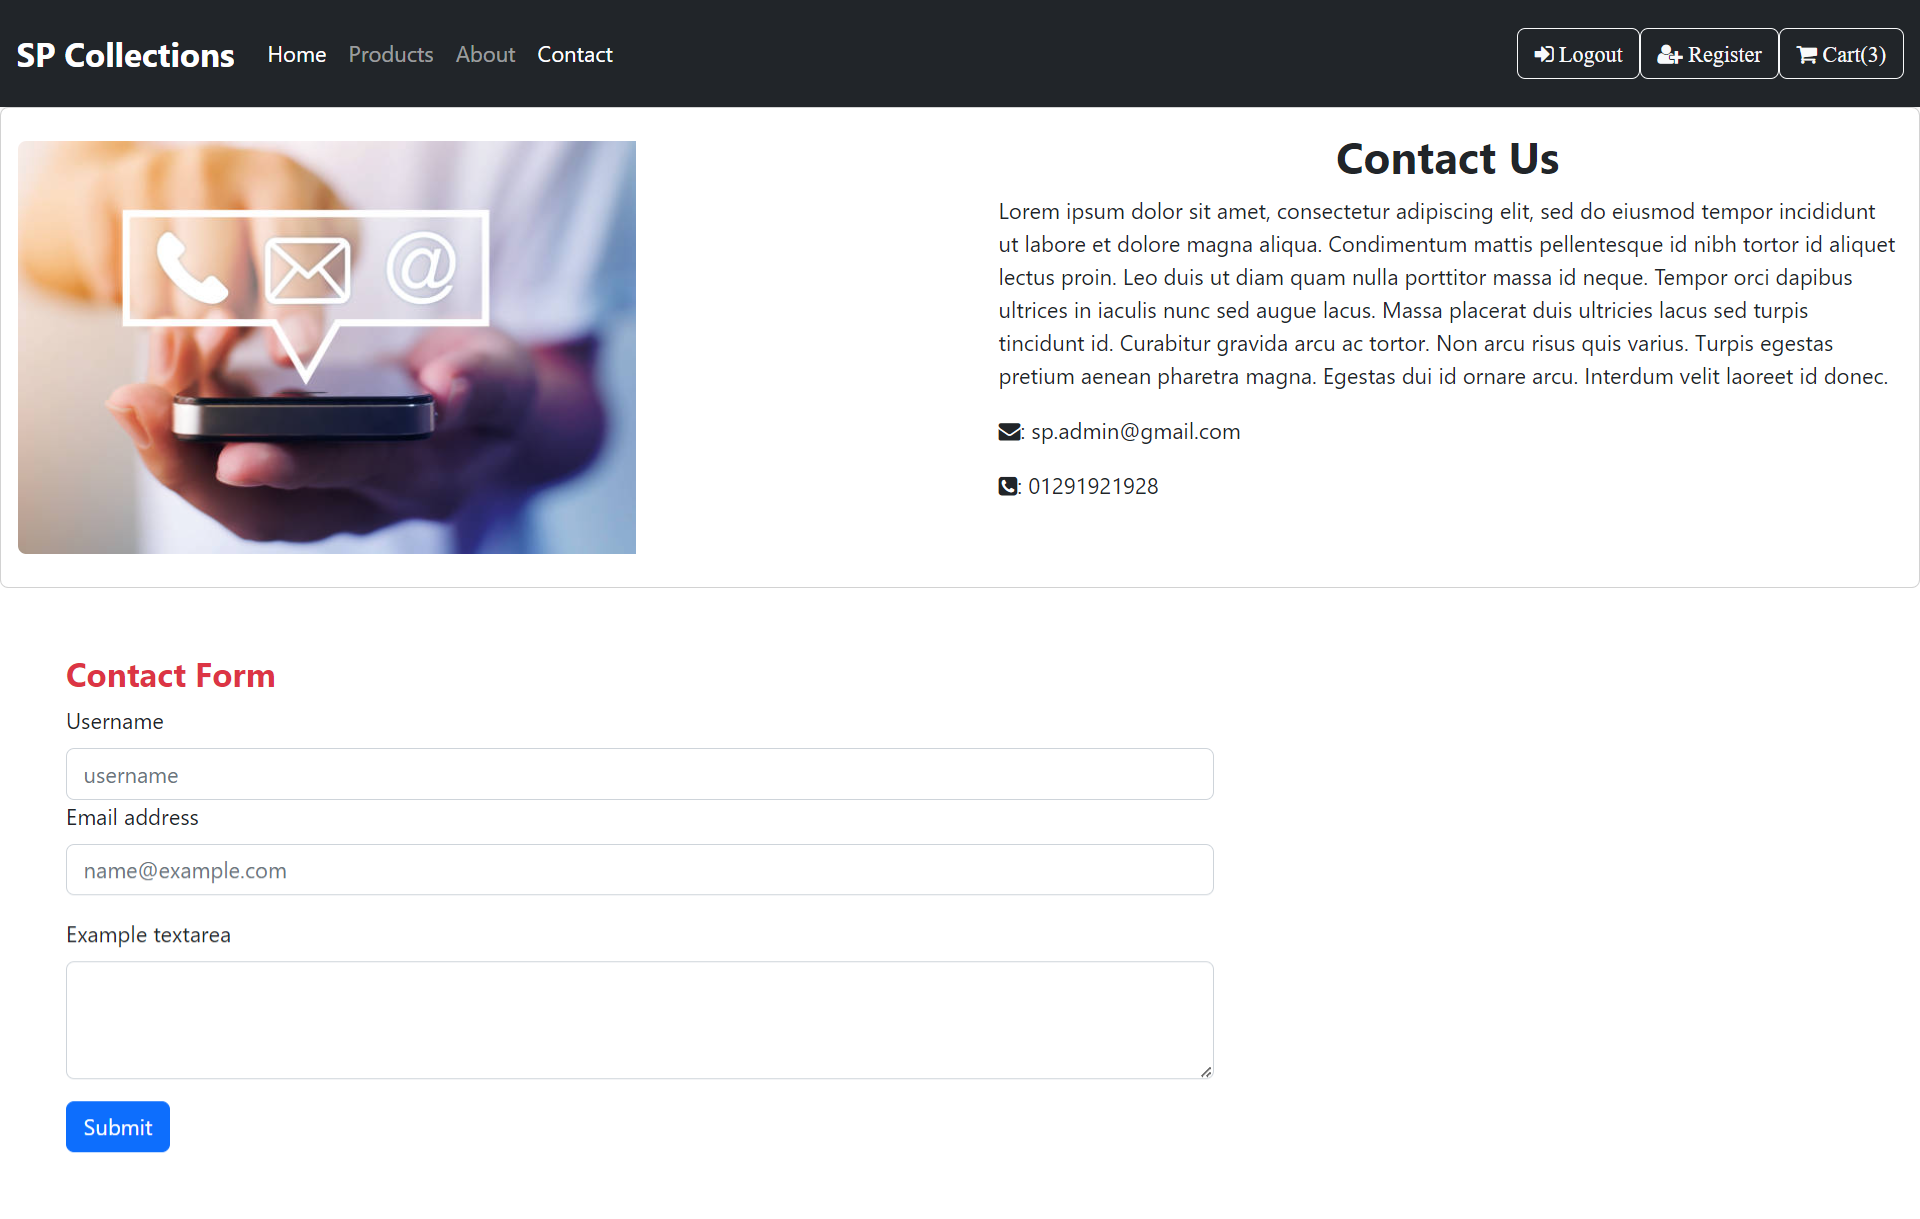 SP Collections Home Products About Contact Logout Register Cart(3)
Contact Us
Lorem ipsum dolor sit amet, consectetur adipiscing elit, sed do eiusmod tempor incididunt
ut labore et dolore magna aliqua. Condimentum mattis pellentesque id nibh tortor id aliquet
lectus proin. Leo duis ut diam quam nulla porttitor massa id neque. Tempor orci dapibus
ultrices in iaculis nunc sed augue lacus. Massa placerat duis ultricies lacus sed turpis
tincidunt id. Curabitur gravida arcu ac tortor. Non arcu risus quis varius. Turpis egestas
pretium aenean pharetra magna. Egestas dui id ornare arcu. Interdum velit laoreet id donec.
: sp.admin@gmail.com
: 01291921928
@
Contact Form
Username
username
Email address
name@example.com
Example textarea
Submit